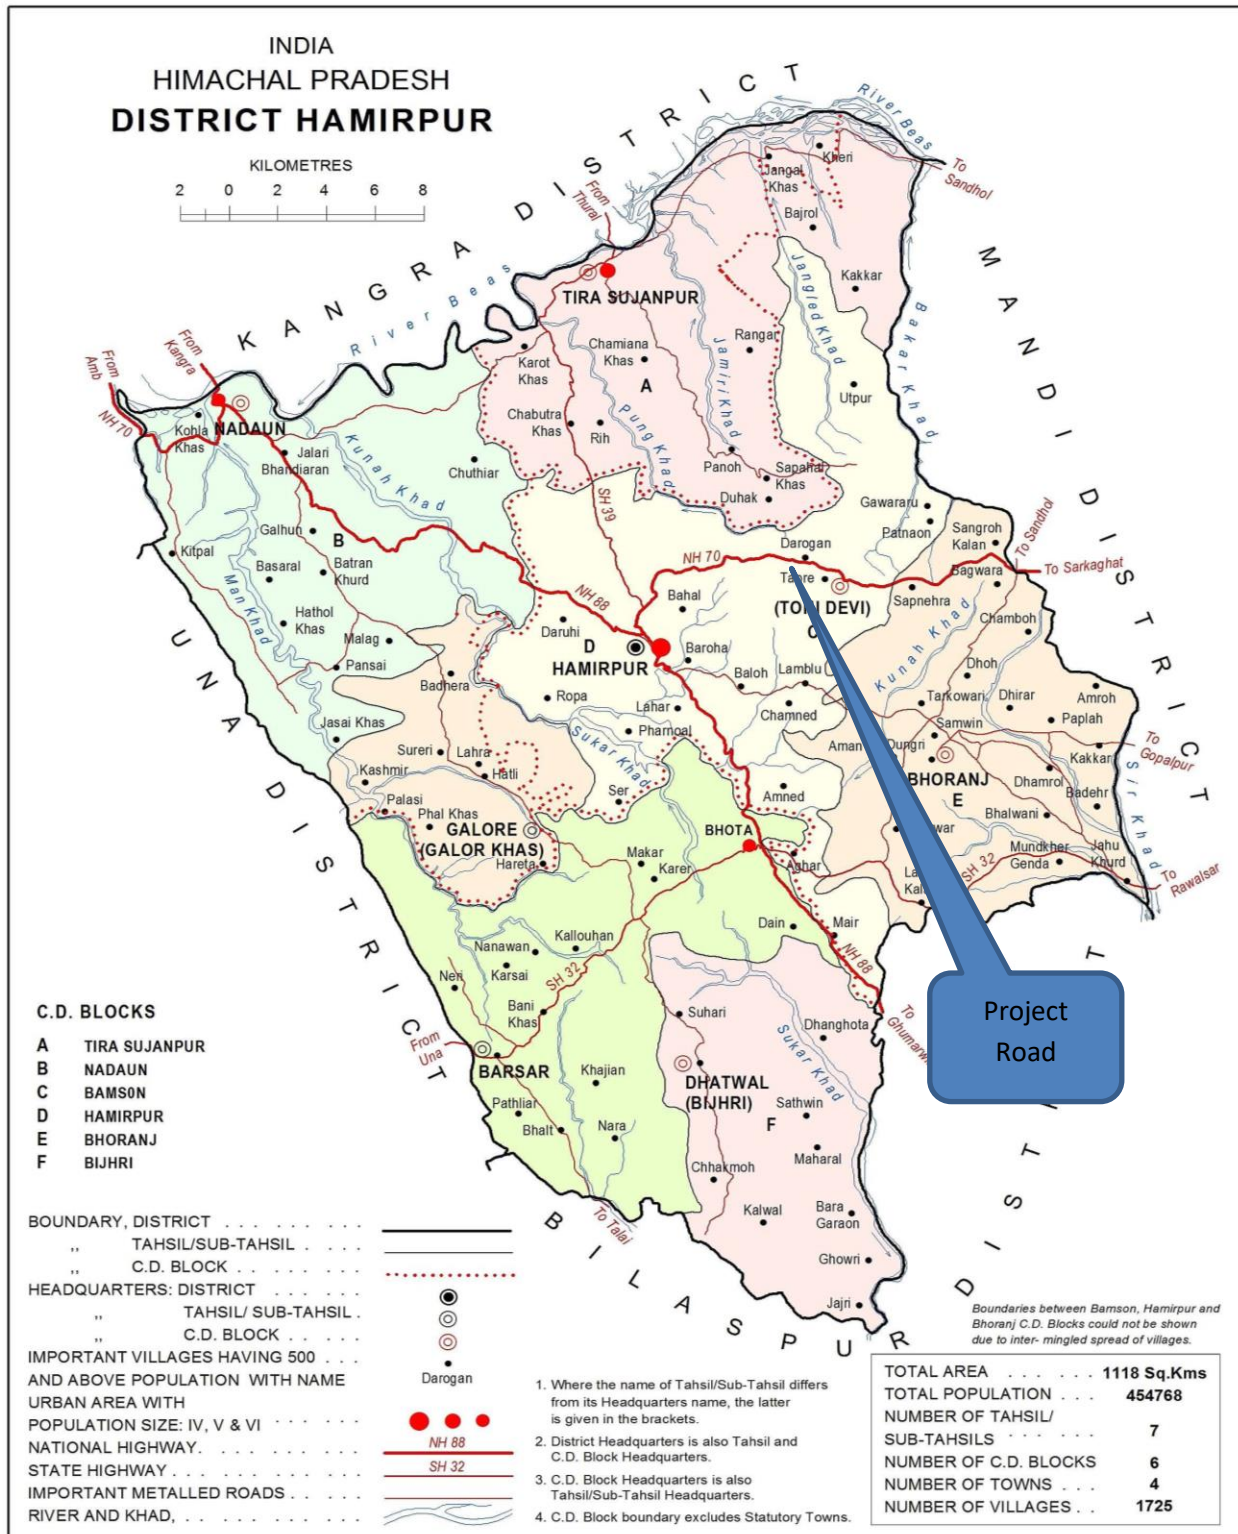 INDIA
HIMACHAL PRADESH
DISTRICT HAMIRPUR
KILOMETRES
2 0 2 4 6 8
KANGRA DISTRICT
MANDI DISTRICT
UNA DISTRICT
BILASPUR DISTRICT
River Beas
To Sandhol
From Thural
Jangal Khas
Kheri
Bajrol
Kakkar
TIRA SUJANPUR
River Beas
Jangled Khad
Bakar Khad
Rangar
Chamiana Khas
A
Jamiri Khad
Karot Khas
Utpur
From Kangra
From Amb
NH 70
Kohla Khas
NADAUN
Jalari
Bhandiaran
Kunah Khad
Chabutra Khas
Rih
Pung Khad
Chuthiar
Panoh
Sapahal Khas
Duhak
SH 39
Gawararu
Patnaon
Sangroh Kalan
To Sandhol
Galhun
B
Kitpal
Basaral
Batran Khurd
Man Khad
Hathol Khas
Malag
Pansai
NH 70
Darogan
Bagwara
To Sarkaghat
Sapnehra
Bahal
C
NH 88
Daruhi
D
HAMIRPUR
Baroha
Baloh
Lamblu
Kunah Khad
Chamboh
Dhoh
Tarkowari
Dhirar
Amroh
Paplah
Badhera
Ropa
Lahar
Chamned
Samwin
Jasai Khas
Sukar Khad
Pharnoal
Aman
To Gopalpur
Sureri
Lahra
Hatli
Kashmir
BHORANJ
E
Kakkar
Dhamrol
Sir Khad
Palasi
Phal Khas
Ser
Amned
Badehr
Bhalwani
GALORE
(GALOR KHAS)
Hareta
BHOTA
Makar
Karer
Aghar
Mundkher
Genda
Jahu Khurd
SH 32
To Rawalsar
Dain
Mair
NH 88
Nanawan
Kallouhan
Karsai
Neri
SH 32
Bani Khas
From Una
BARSAR
Suhari
Dhanghota
Sukar Khad
Project
Road
Khajian
DHATWAL
(BIJHRI)
F
Sathwin
Pathliar
Bhalt
Nara
Maharal
Chhakmoh
Kalwal
Bara Garaon
To Talai
Ghowri
Jajri
C.D. BLOCKS
A TIRA SUJANPUR
B NADAUN
C BAMS0N
D HAMIRPUR
E BHORANJ
F BIJHRI
BOUNDARY, DISTRICT . . . . . . . .
,, TAHSIL/SUB-TAHSIL . . . .
,, C.D. BLOCK . . . . . . .
HEADQUARTERS: DISTRICT . . . . . .
,, TAHSIL/ SUB-TAHSIL .
,, C.D. BLOCK . . . . .
IMPORTANT VILLAGES HAVING 500 . . .
AND ABOVE POPULATION WITH NAME Darogan
URBAN AREA WITH
POPULATION SIZE: IV, V & VI . . . . .
NATIONAL HIGHWAY. . . . . . . . . NH 88
STATE HIGHWAY . . . . . . . . . . SH 32
IMPORTANT METALLED ROADS . . . .
RIVER AND KHAD, . . . . . . . . .
1. Where the name of Tahsil/Sub-Tahsil differs
from its Headquarters name, the latter
is given in the brackets.
2. District Headquarters is also Tahsil and
C.D. Block Headquarters.
3. C.D. Block Headquarters is also
Tahsil/Sub-Tahsil Headquarters.
4. C.D. Block boundary excludes Statutory Towns.
Boundaries between Bamson, Hamirpur and
Bhoranj C.D. Blocks could not be shown
due to inter- mingled spread of villages.
TOTAL AREA . . . . . . 1118 Sq.Kms
TOTAL POPULATION . . . 454768
NUMBER OF TAHSIL/
SUB-TAHSILS . . . . . 7
NUMBER OF C.D. BLOCKS 6
NUMBER OF TOWNS . . . 4
NUMBER OF VILLAGES . . 1725